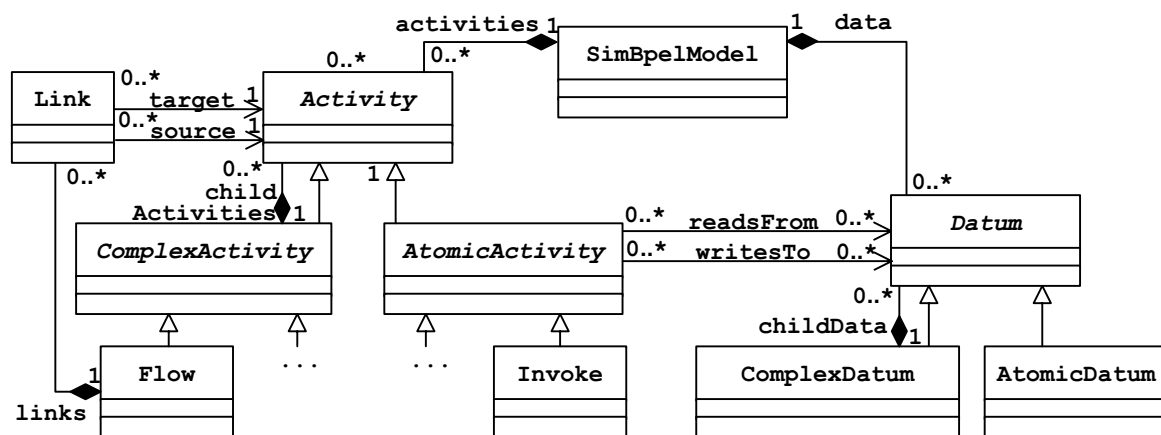 activities 1 1 data
0..* SimBpelModel
0..*
0..*
Link target 1 Activity
0..* source 1
0..* 0..* 1 0..*
child
Activities 1
ComplexActivity AtomicActivity 0..* readsFrom 0..* Datum
0..* writesTo 0..*
0..*
childData 1
1 Flow ... ... Invoke ComplexDatum AtomicDatum
links